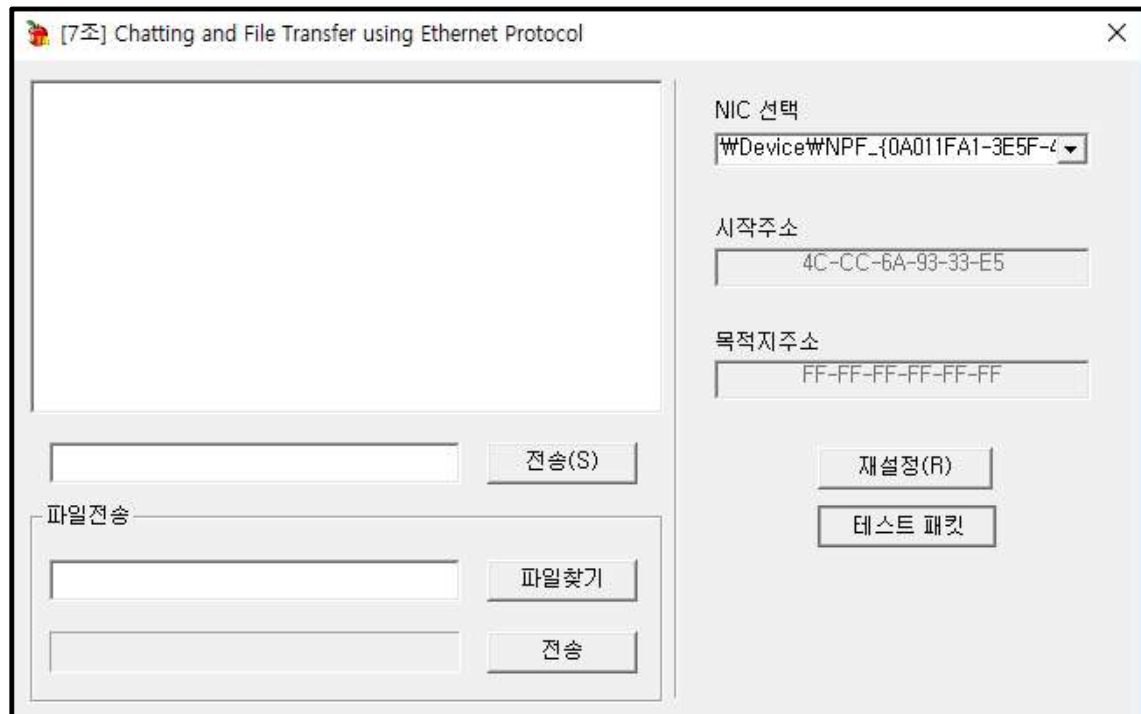 [7조] Chatting and File Transfer using Ethernet Protocol
NIC 선택
₩Device₩NPF_{0A011FA1-3E5F-4
시작주소
4C-CC-6A-93-33-E5
목적지주소
FF-FF-FF-FF-FF-FF
전송(S)
재설정(R)
테스트 패킷
파일전송
파일찾기
전송